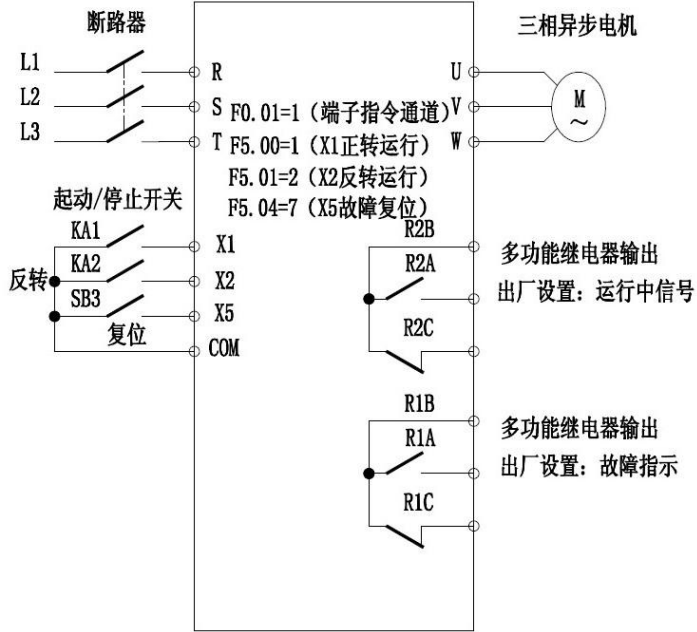 断路器
三相异步电机
L1
R
U
L2
S
F0.01=1（端子指令通道）
V
M
～
L3
T
F5.00=1（X1正转运行）
W
F5.01=2（X2反转运行）
F5.04=7（X5故障复位）
起动/停止开关
KA1
X1
R2B
多功能继电器输出
KA2
X2
R2A
反转
出厂设置：运行中信号
SB3
X5
复位
R2C
COM
R1B
多功能继电器输出
R1A
出厂设置：故障指示
R1C